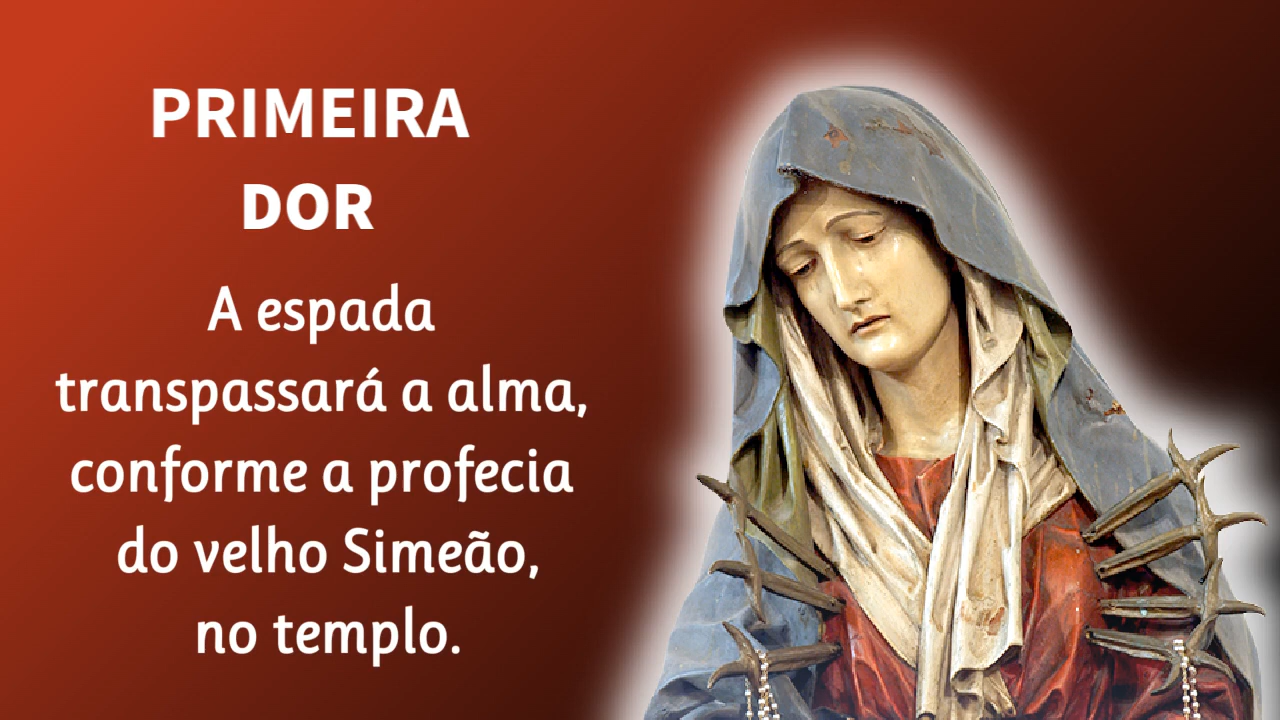 PRIMEIRA
DOR
A espada
transpassará a alma,
conforme a profecia
do velho Simeão,
no templo.